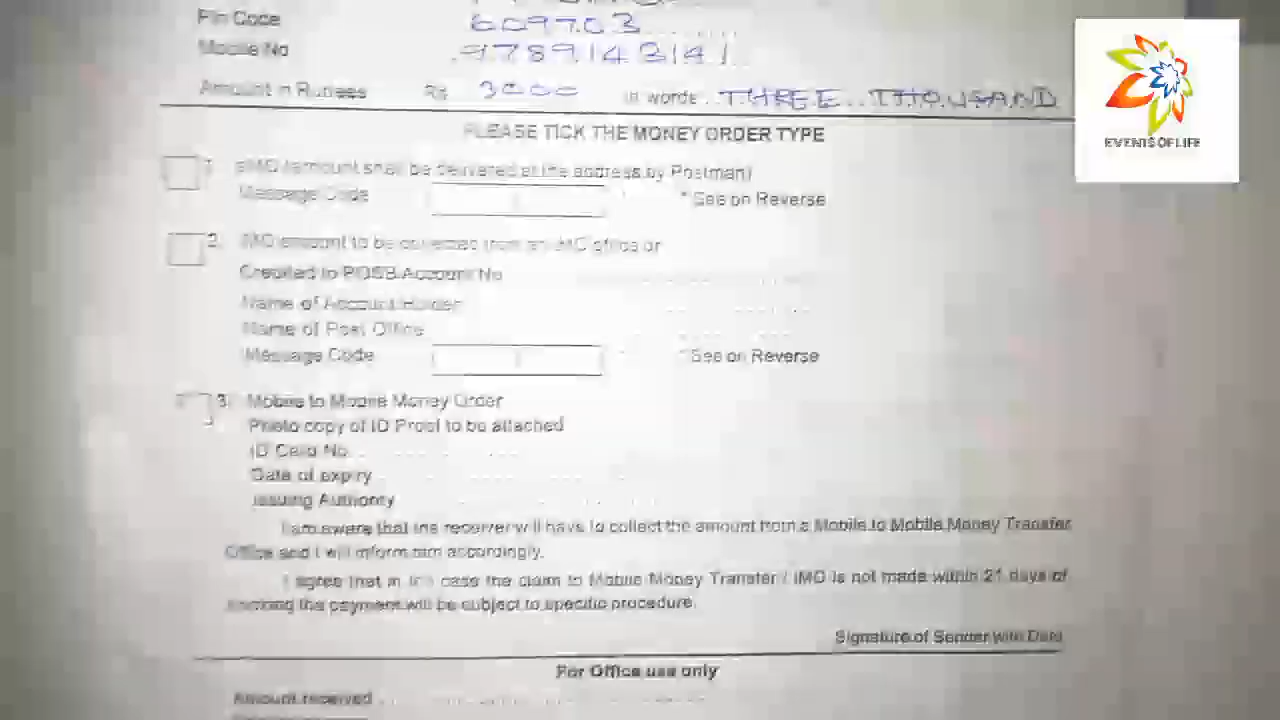 Pin Code 609703
Mobile No 9789143141
Amount in Rupees Rs. 3000 in words THREE THOUSAND
EVENTS OF LIFE
PLEASE TICK THE MONEY ORDER TYPE
1. eMO (amount shall be delivered at the address by Postman)
Message Code * See on Reverse
2. iMO amount to be collected from an iMO office or
Credited to POSB Account No
Name of Account Holder
Name of Post Office
Message Code * See on Reverse
3. Mobile to Mobile Money Order
Photo copy of ID Proof to be attached
ID Card No.
Date of expiry
Issuing Authority
I am aware that the receiver will have to collect the amount from a Mobile to Mobile Money Transfer
Office and I will inform accordingly.
I agree that in case the claim to Mobile Money Transfer / iMO is not made within 21 days of
booking the payment will be subject to specific procedure.
Signature of Sender with Date
For Office use only
Amount received